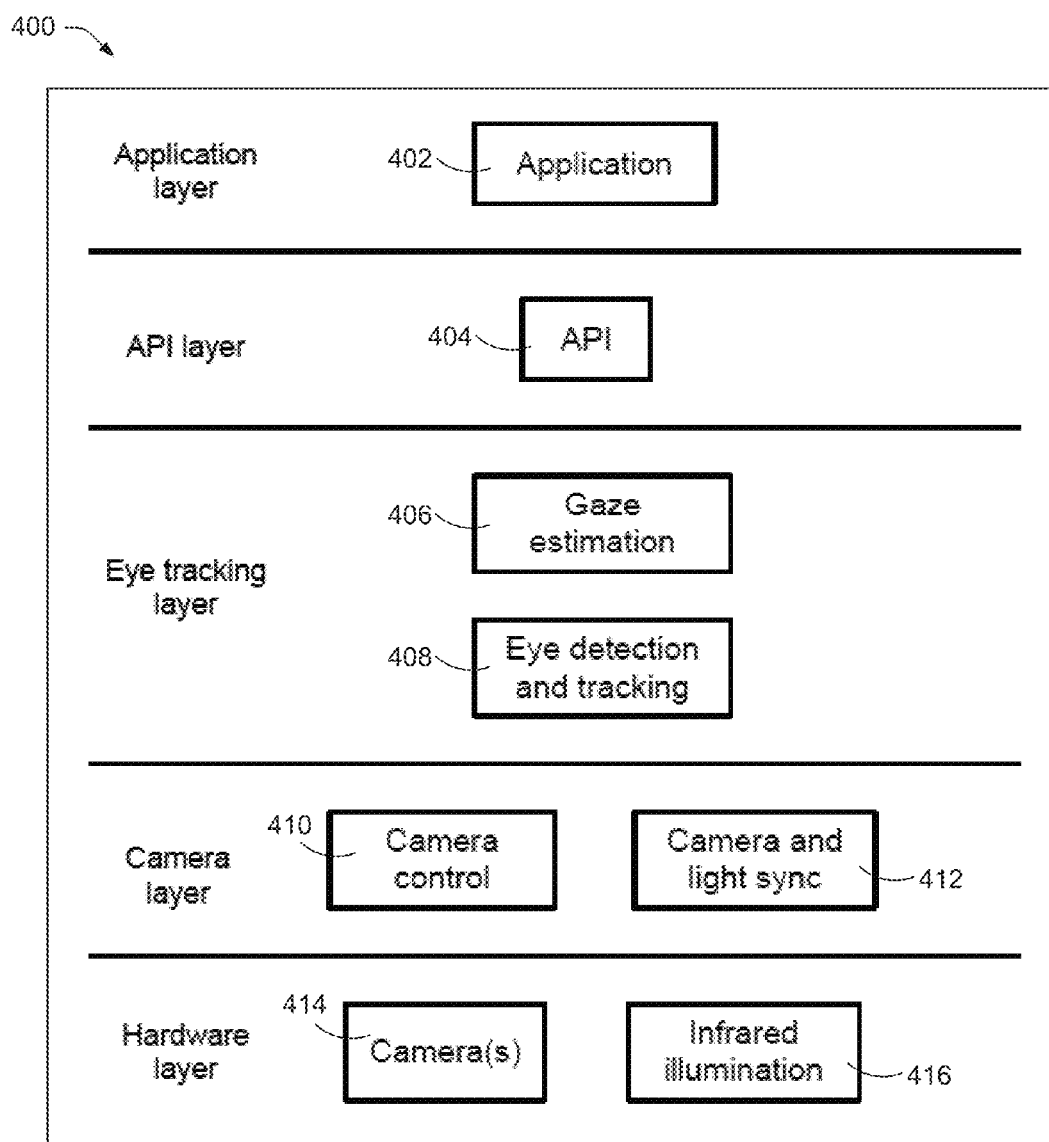 400
Application
layer
402
Application
API layer
404
API
Eye tracking
layer
406
Gaze
estimation
408
Eye detection
and tracking
Camera
layer
410
Camera
control
Camera and
light sync
412
Hardware
layer
414
Camera(s)
Infrared
illumination
416